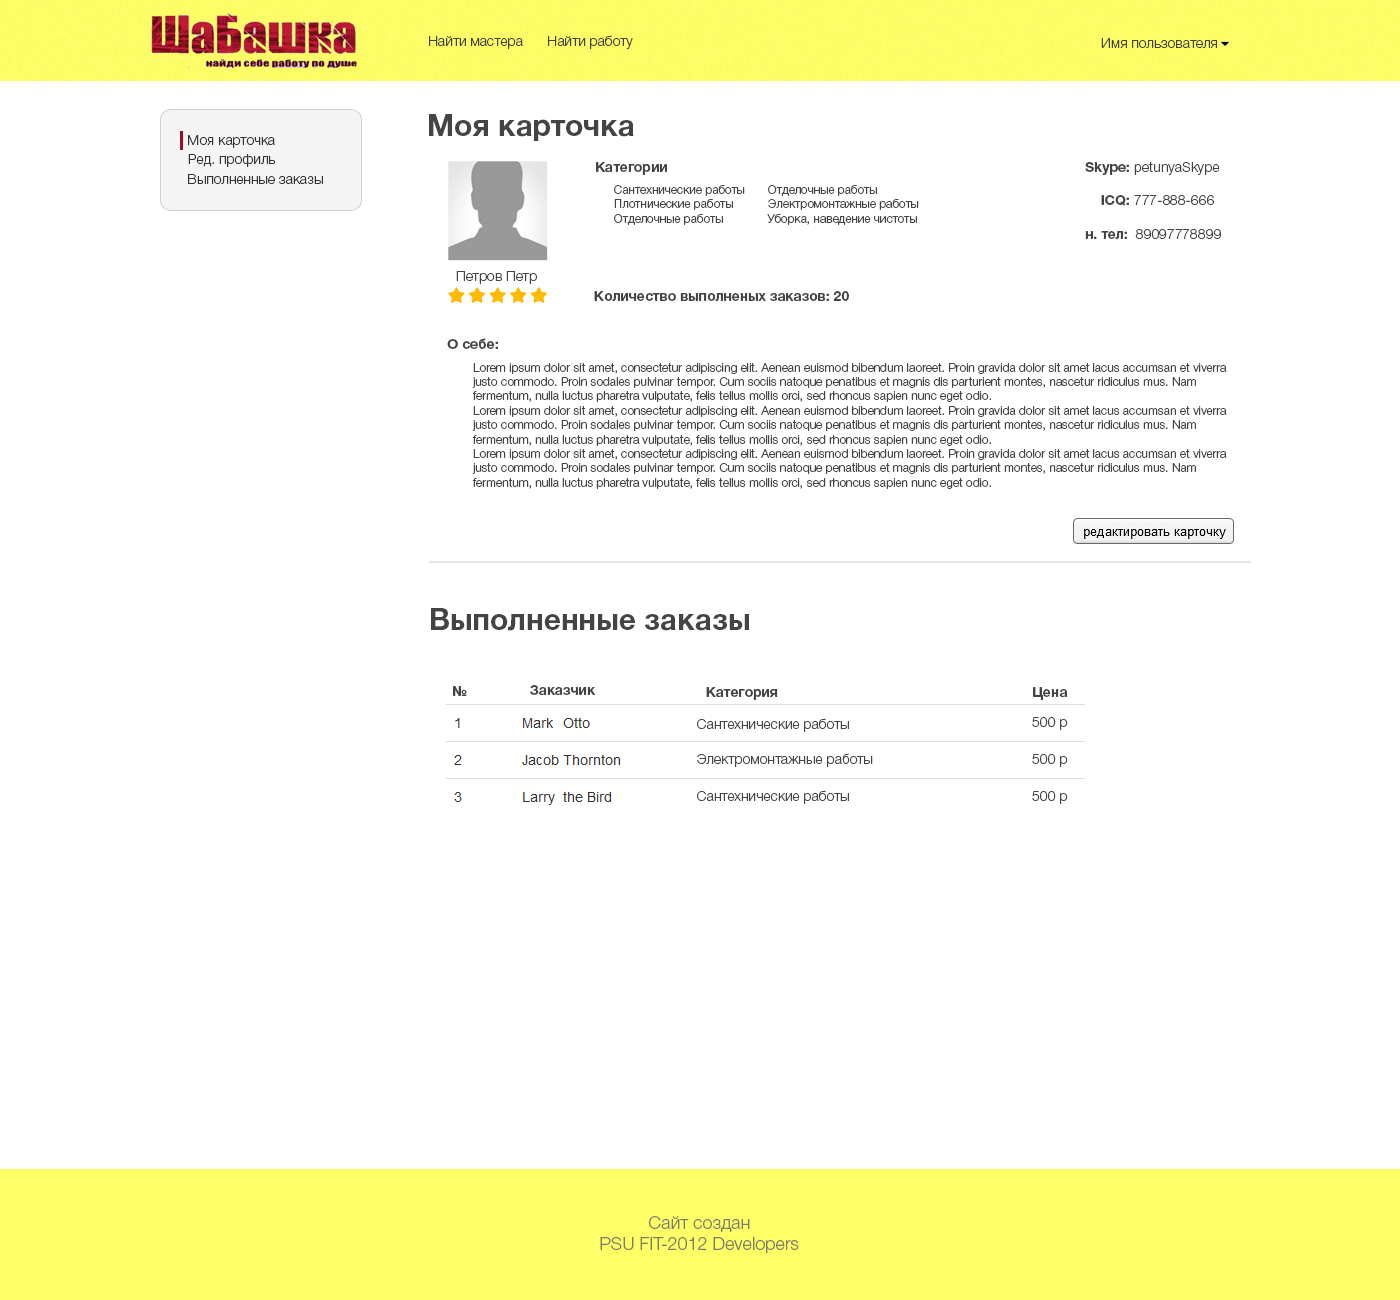 ШаБашка
найди себе работу по душе
Найти мастера
Найти работу
Имя пользователя
Моя карточка
Ред. профиль
Выполненные заказы
Моя карточка
Петров Петр
Категории
Сантехнические работы
Плотнические работы
Отделочные работы
Отделочные работы
Электромонтажные работы
Уборка, наведение чистоты
Skype: petunyaSkype
ICQ: 777-888-666
н. тел: 89097778899
Количество выполненых заказов: 20
О себе:
Lorem ipsum dolor sit amet, consectetur adipiscing elit. Aenean euismod bibendum laoreet. Proin gravida dolor sit amet lacus accumsan et viverra
justo commodo. Proin sodales pulvinar tempor. Cum sociis natoque penatibus et magnis dis parturient montes, nascetur ridiculus mus. Nam
fermentum, nulla luctus pharetra vulputate, felis tellus mollis orci, sed rhoncus sapien nunc eget odio.
Lorem ipsum dolor sit amet, consectetur adipiscing elit. Aenean euismod bibendum laoreet. Proin gravida dolor sit amet lacus accumsan et viverra
justo commodo. Proin sodales pulvinar tempor. Cum sociis natoque penatibus et magnis dis parturient montes, nascetur ridiculus mus. Nam
fermentum, nulla luctus pharetra vulputate, felis tellus mollis orci, sed rhoncus sapien nunc eget odio.
Lorem ipsum dolor sit amet, consectetur adipiscing elit. Aenean euismod bibendum laoreet. Proin gravida dolor sit amet lacus accumsan et viverra
justo commodo. Proin sodales pulvinar tempor. Cum sociis natoque penatibus et magnis dis parturient montes, nascetur ridiculus mus. Nam
fermentum, nulla luctus pharetra vulputate, felis tellus mollis orci, sed rhoncus sapien nunc eget odio.
редактировать карточку
Выполненные заказы
№ Заказчик Категория Цена
1 Mark Otto Сантехнические работы 500 р
2 Jacob Thornton Электромонтажные работы 500 р
3 Larry the Bird Сантехнические работы 500 р
Сайт создан
PSU FIT-2012 Developers